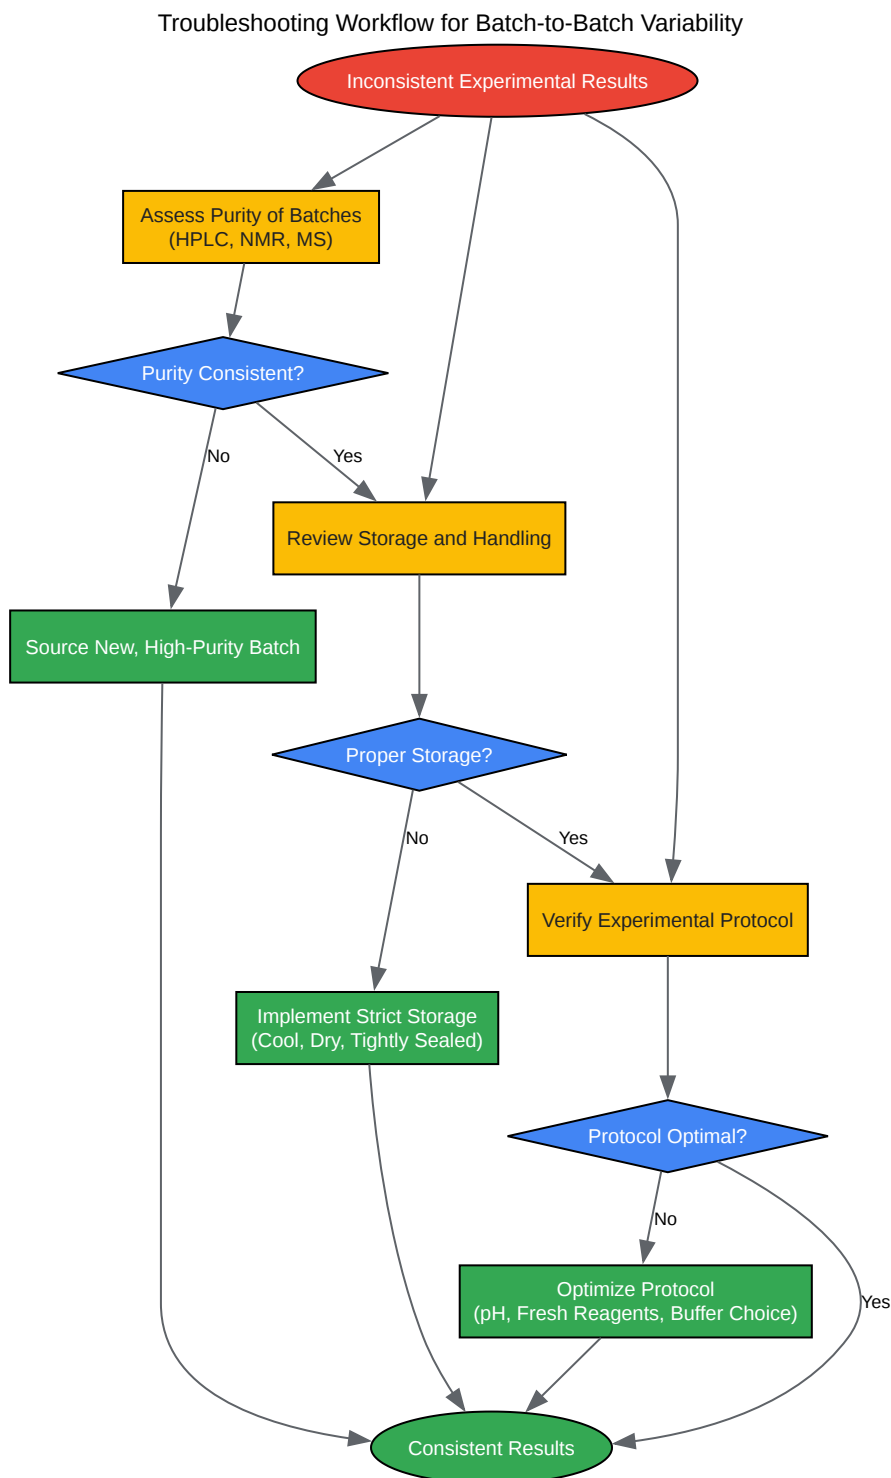 Troubleshooting Workflow for Batch-to-Batch Variability
Inconsistent Experimental Results
Assess Purity of Batches
(HPLC, NMR, MS)
Purity Consistent?
No
Yes
Review Storage and Handling
Source New, High-Purity Batch
Proper Storage?
No
Yes
Verify Experimental Protocol
Implement Strict Storage
(Cool, Dry, Tightly Sealed)
Protocol Optimal?
No
Optimize Protocol
(pH, Fresh Reagents, Buffer Choice)
Yes
Consistent Results